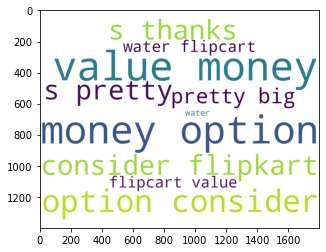 0
200
400
600
800
1000
1200
s thanks
water flipcart
value money
s pretty
pretty big
water
money option
consider flipkart
flipcart value
option consider
0 200 400 600 800 1000 1200 1400 1600